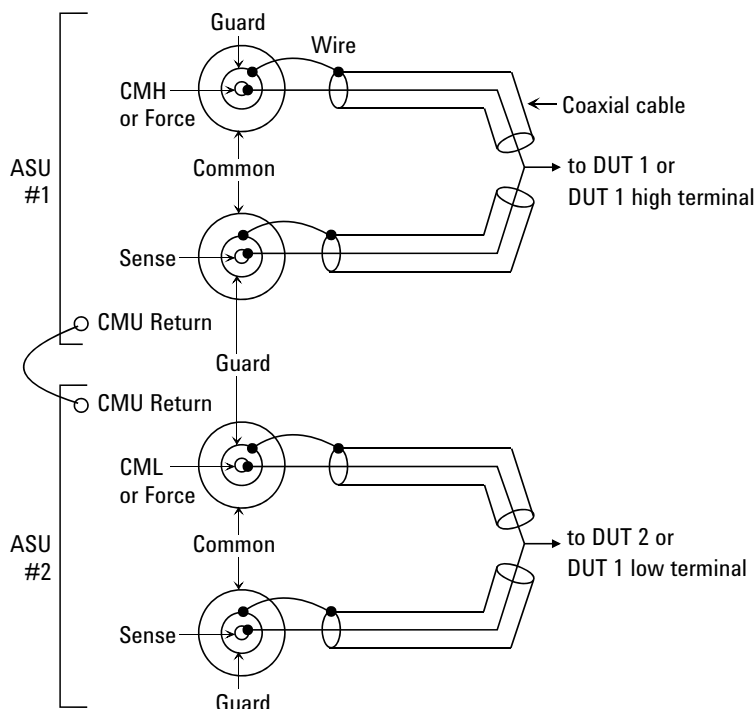 Guard
Wire
CMH
or Force
Coaxial cable
ASU
#1
Common
to DUT 1 or
DUT 1 high terminal
Sense
CMU Return
Guard
CMU Return
CML
or Force
ASU
#2
Common
to DUT 2 or
DUT 1 low terminal
Sense
Guard